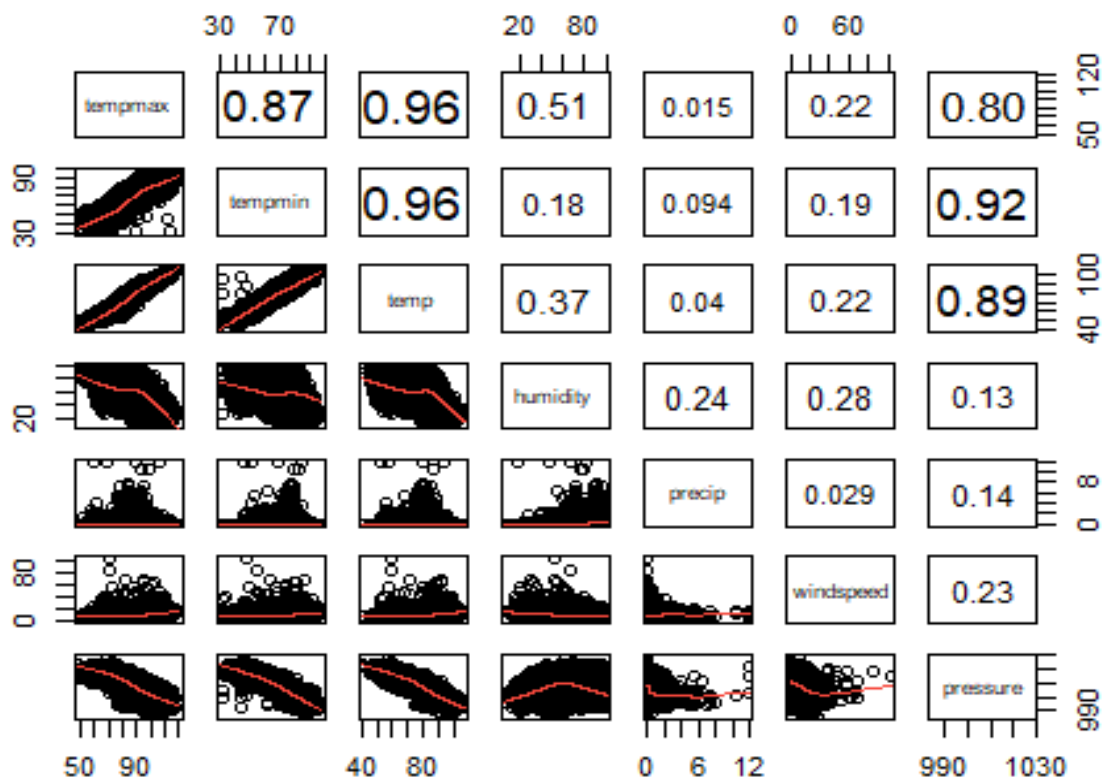 30 70 20 80 0 60
tempmax 0.87 0.96 0.51 0.015 0.22 0.80 50 120
30 90 tempmin 0.96 0.18 0.094 0.19 0.92
temp 0.37 0.04 0.22 0.89 40 100
20 humidity 0.24 0.28 0.13
precip 0.029 0.14 0 8
0 80 windspeed 0.23
pressure 990
50 90 40 80 0 6 12 990 1030